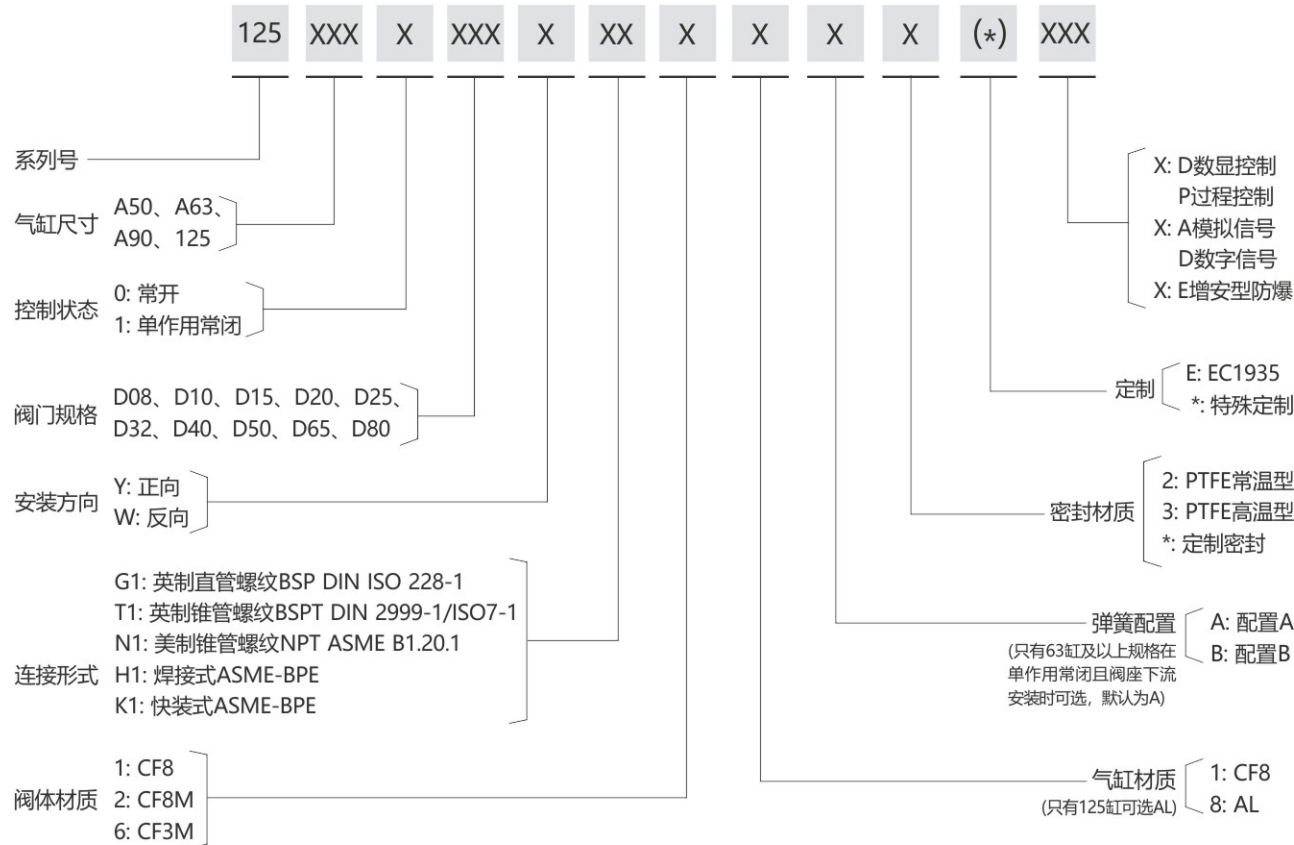 125 XXX X XXX X XX X X X X (*) XXX
系列号
气缸尺寸
A50、A63、
A90、125
控制状态
0: 常开
1: 单作用常闭
阀门规格
D08、D10、D15、D20、D25、
D32、D40、D50、D65、D80
安装方向
Y: 正向
W: 反向
连接形式
G1: 英制直管螺纹BSP DIN ISO 228-1
T1: 英制锥管螺纹BSPT DIN 2999-1/ISO7-1
N1: 美制锥管螺纹NPT ASME B1.20.1
H1: 焊接式ASME-BPE
K1: 快装式ASME-BPE
阀体材质
1: CF8
2: CF8M
6: CF3M
X: D数显控制
P过程控制
X: A模拟信号
D数字信号
X: E增安型防爆
定制
E: EC1935
*: 特殊定制
密封材质
2: PTFE常温型
3: PTFE高温型
*: 定制密封
弹簧配置
(只有63缸及以上规格在
单作用常闭且阀座下流
安装时可选，默认为A)
A: 配置A
B: 配置B
气缸材质
(只有125缸可选AL)
1: CF8
8: AL